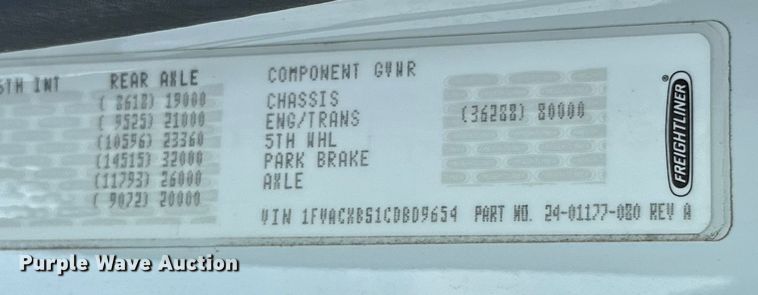 5TH INT REAR AXLE COMPONENT GVWR
( 8618) 19000 CHASSIS
( 9525) 21000 ENG/TRANS (36288) 80000
(10596) 23360 5TH WHL
(14515) 32000 PARK BRAKE
(11793) 26000 AXLE
( 9072) 20000
VIN 1FVACXBS1CDBD9654 PART NO. 24-01177-080 REV A
FREIGHTLINER
Purple Wave Auction